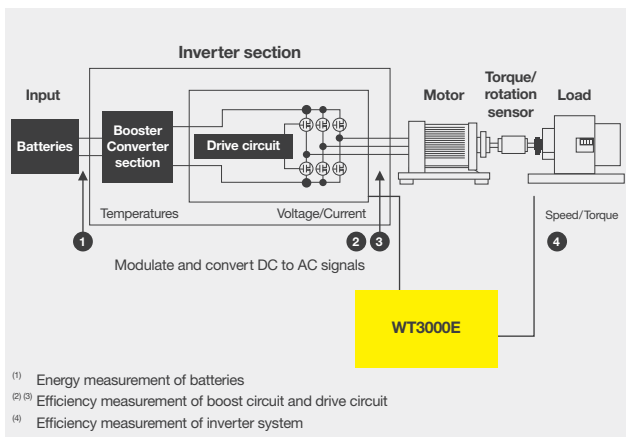 Inverter section
Input
Batteries
Booster
Converter
section
Drive circuit
Motor
Torque/
rotation
sensor
Load
Temperatures
Voltage/Current
Speed/Torque
1
2
3
4
Modulate and convert DC to AC signals
WT3000E
(1) Energy measurement of batteries
(2) (3) Efficiency measurement of boost circuit and drive circuit
(4) Efficiency measurement of inverter system